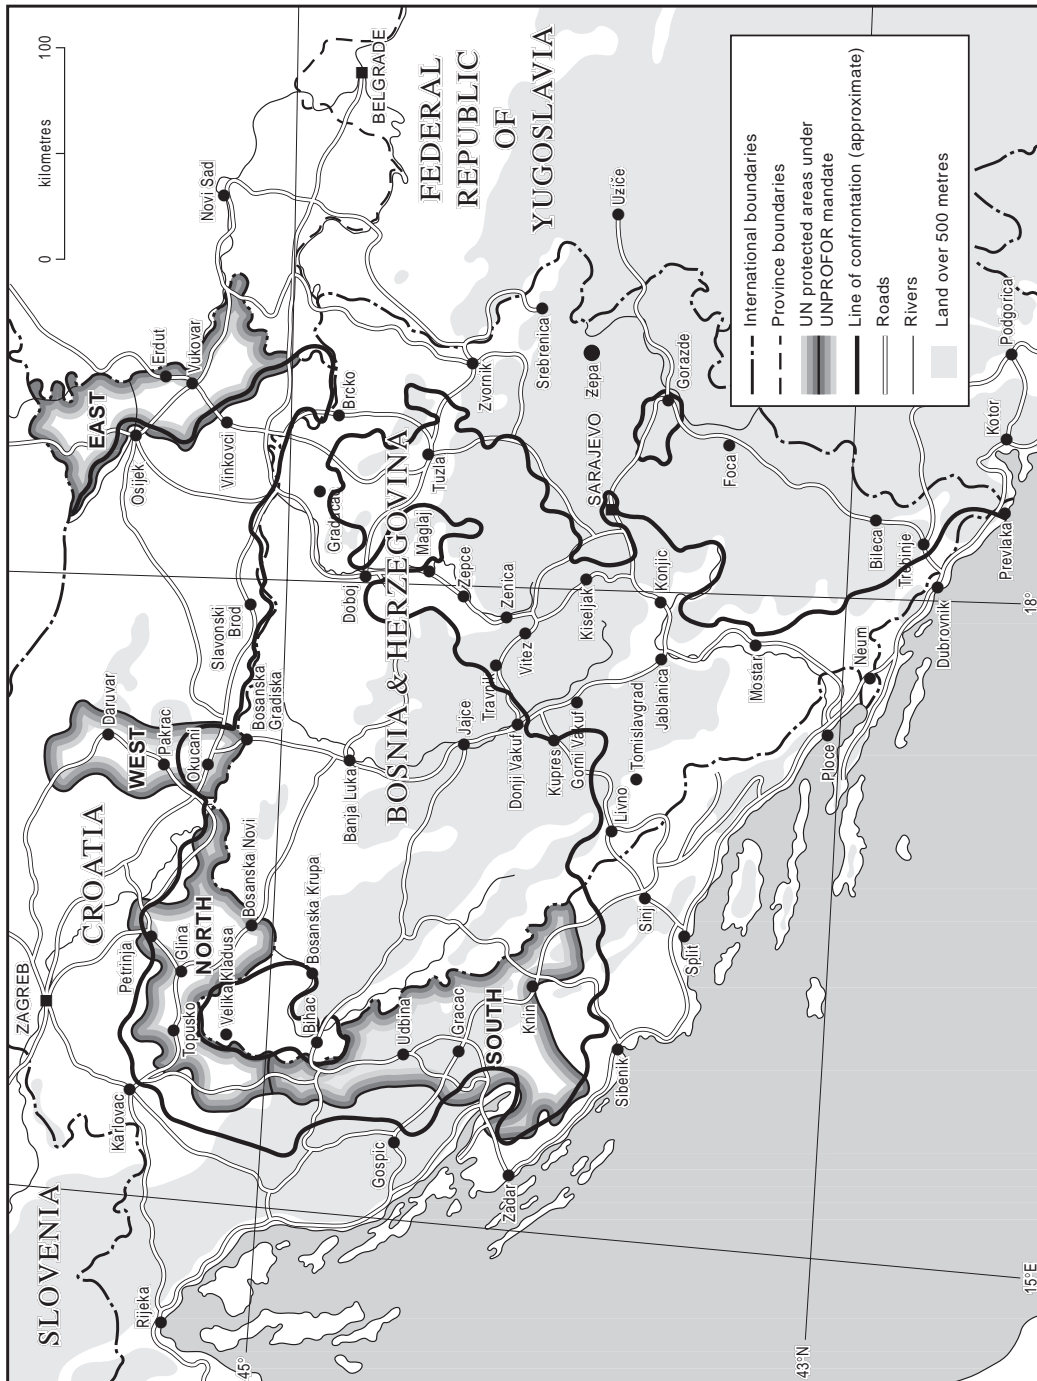 SLOVENIA
CROATIA
BOSNIA & HERZEGOVINA
FEDERAL
REPUBLIC
OF
YUGOSLAVIA
0
kilometres
100
ZAGREB
BELGRADE
SARAJEVO
WEST
NORTH
EAST
SOUTH
Rijeka
Karlovac
Petrinja
Glina
Topusko
Velika Kladusa
Daruvar
Pakrac
Okucani
Bosanska
Gradiska
Slavonski
Brod
Osijek
Erdut
Vukovar
Vinkovci
Novi Sad
Bosanska Novi
Bosanska Krupa
Bihac
Udbina
Gracac
Gospic
Zadar
Knin
Sibenik
Sinj
Split
Banja Luka
Jajce
Doboj
Gradacac
Brcko
Maglaj
Tuzla
Zvornik
Zepce
Zenica
Vitez
Travnik
Donji Vakuf
Kupres
Gorni Vakuf
Kiseljak
Srebrenica
Zepa
Uziče
Gorazde
Foca
Konjic
Jablanica
Tomislavgrad
Livno
Mostar
Ploce
Neum
Dubrovnik
Trebinje
Bileca
Prevlaka
Kotor
Podgorica
45°
43°N
15°E
18°
International boundaries
Province boundaries
UN protected areas under
UNPROFOR mandate
Line of confrontation (approximate)
Roads
Rivers
Land over 500 metres